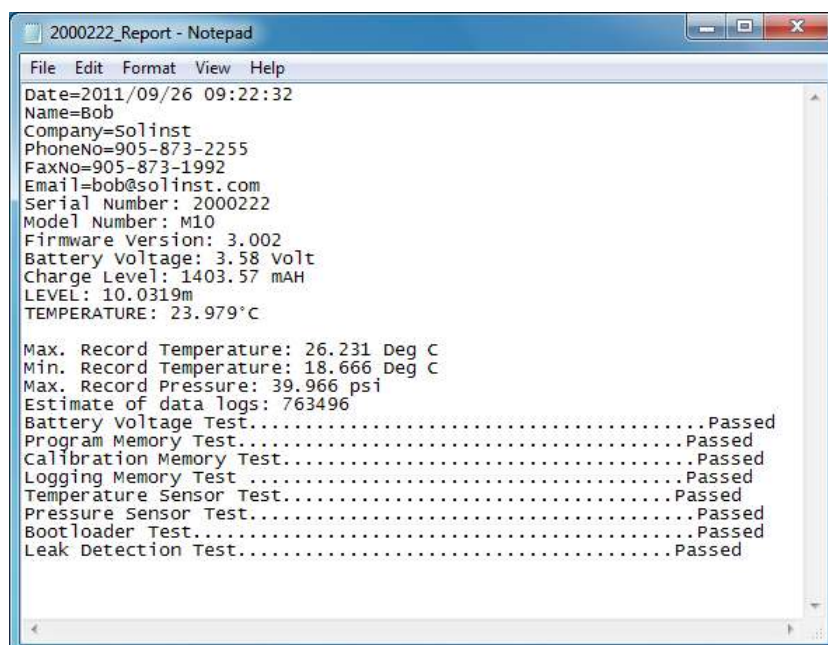 2000222_Report - Notepad
File Edit Format View Help
Date=2011/09/26 09:22:32
Name=Bob
Company=Solinst
PhoneNo=905-873-2255
FaxNo=905-873-1992
Email=bob@solinst.com
Serial Number: 2000222
Model Number: M10
Firmware Version: 3.002
Battery Voltage: 3.58 Volt
Charge Level: 1403.57 mAH
LEVEL: 10.0319m
TEMPERATURE: 23.979°C
Max. Record Temperature: 26.231 Deg C
Min. Record Temperature: 18.666 Deg C
Max. Record Pressure: 39.966 psi
Estimate of data logs: 763496
Battery Voltage Test.........................................Passed
Program Memory Test........................................Passed
Calibration Memory Test.....................................Passed
Logging Memory Test ........................................Passed
Temperature Sensor Test...................................Passed
Pressure Sensor Test........................................Passed
Bootloader Test.............................................Passed
Leak Detection Test.......................................Passed